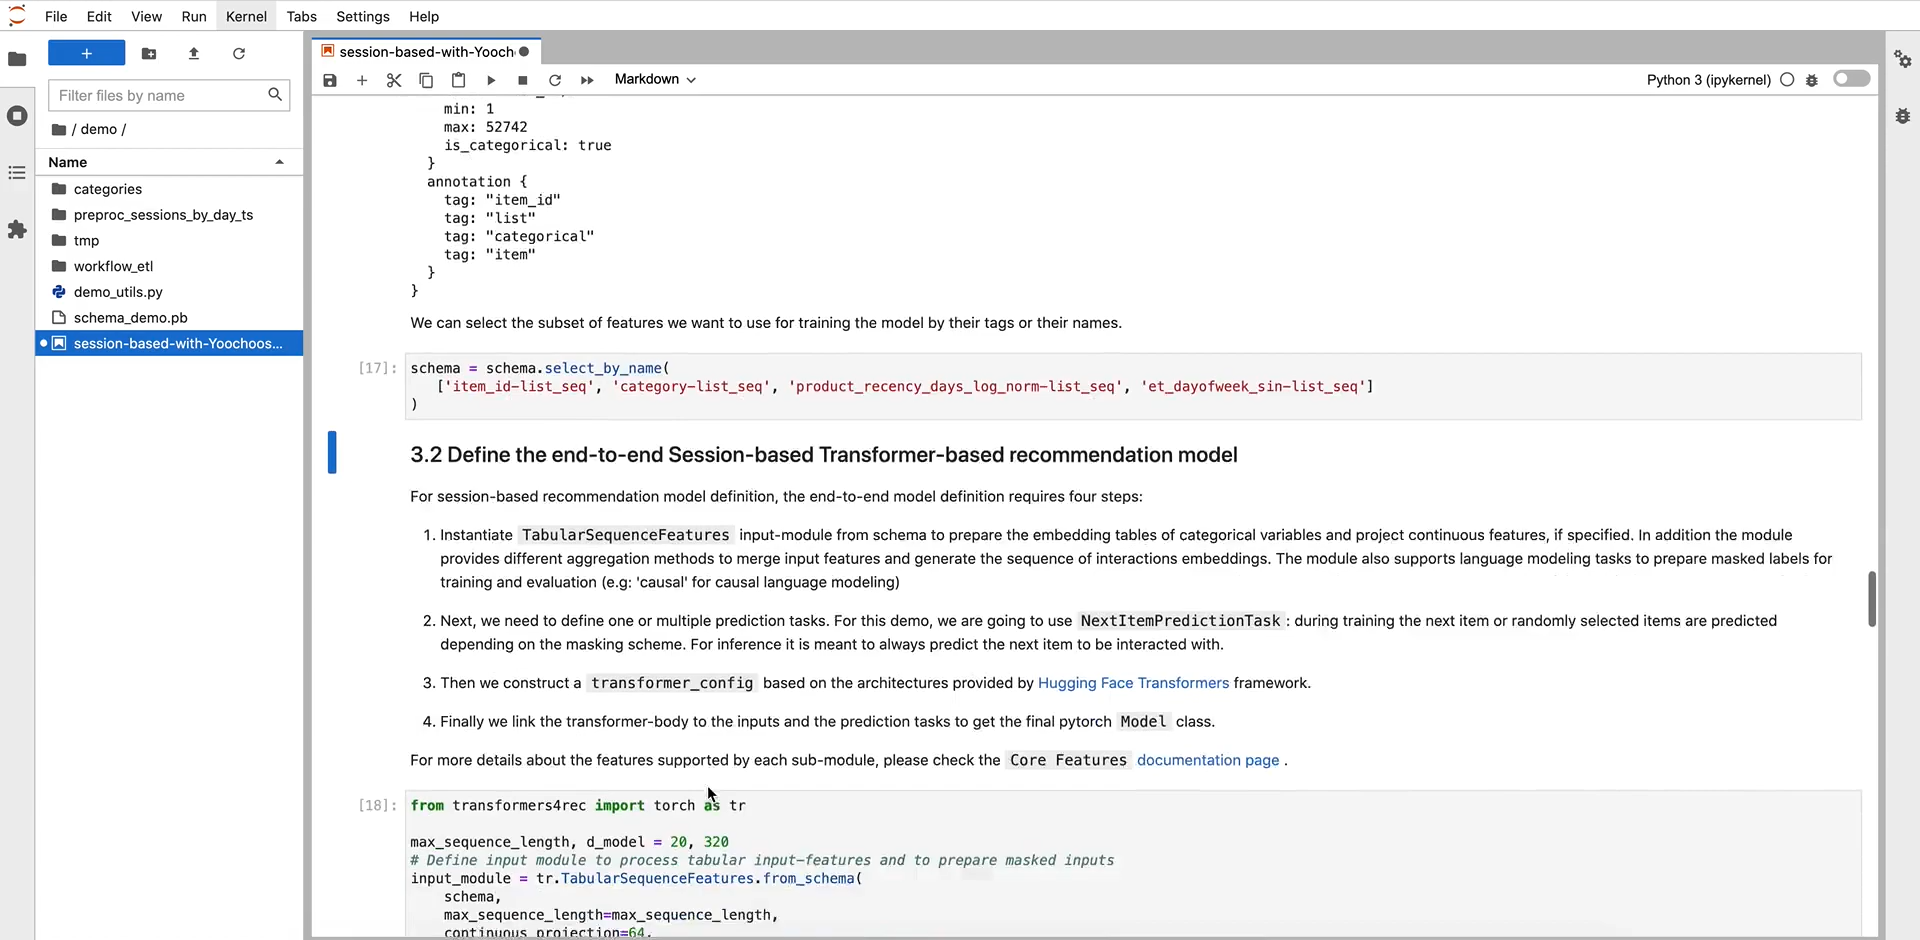 File Edit View Run Kernel Tabs Settings Help
+
Filter files by name
/ demo /
Name
categories
preproc_sessions_by_day_ts
tmp
workflow_etl
demo_utils.py
schema_demo.pb
session-based-with-Yoochoos...
session-based-with-Yooch
Markdown
Python 3 (ipykernel)
min: 1
max: 52742
is_categorical: true
}
annotation {
tag: "item_id"
tag: "list"
tag: "categorical"
tag: "item"
}
}
We can select the subset of features we want to use for training the model by their tags or their names.
[17]: schema = schema.select_by_name(
['item_id-list_seq', 'category-list_seq', 'product_recency_days_log_norm-list_seq', 'et_dayofweek_sin-list_seq']
)
3.2 Define the end-to-end Session-based Transformer-based recommendation model
For session-based recommendation model definition, the end-to-end model definition requires four steps:
1. Instantiate TabularSequenceFeatures input-module from schema to prepare the embedding tables of categorical variables and project continuous features, if specified. In addition the module
provides different aggregation methods to merge input features and generate the sequence of interactions embeddings. The module also supports language modeling tasks to prepare masked labels for
training and evaluation (e.g: 'causal' for causal language modeling)
2. Next, we need to define one or multiple prediction tasks. For this demo, we are going to use NextItemPredictionTask : during training the next item or randomly selected items are predicted
depending on the masking scheme. For inference it is meant to always predict the next item to be interacted with.
3. Then we construct a transformer_config based on the architectures provided by Hugging Face Transformers framework.
4. Finally we link the transformer-body to the inputs and the prediction tasks to get the final pytorch Model class.
For more details about the features supported by each sub-module, please check the Core Features documentation page .
[18]: from transformers4rec import torch as tr
max_sequence_length, d_model = 20, 320
# Define input module to process tabular input-features and to prepare masked inputs
input_module = tr.TabularSequenceFeatures.from_schema(
schema,
max_sequence_length=max_sequence_length,
continuous_projection=64,